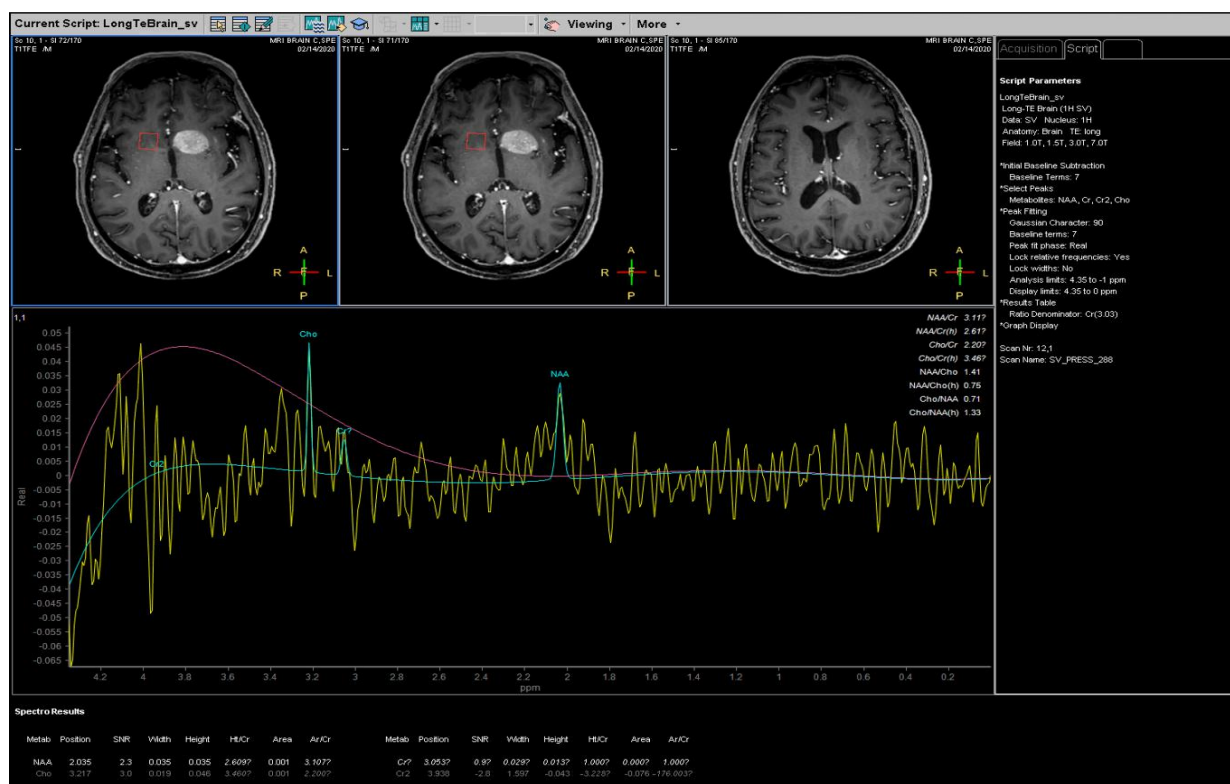 Current Script: LongTeBrain_sv
Viewing
More
So 10, 1 - SI 72/170
T1TFE /M
MRI BRAIN C,SPE
02/14/2020
So 10, 1 - SI 71/170
T1TFE /M
MRI BRAIN C,SPE
02/14/2020
So 10, 1 - SI 85/170
T1TFE /M
MRI BRAIN C,SPE
02/14/2020
A
R F L
P
A
R F L
P
A
R F L
P
Acquisition Script
Script Parameters
LongTeBrain_sv
Long-TE Brain (1H SV)
Data: SV Nucleus: 1H
Anatomy: Brain TE: long
Field: 1.0T, 1.5T, 3.0T, 7.0T
*Initial Baseline Subtraction
Baseline Terms: 7
*Select Peaks
Metabolites: NAA, Cr, Cr2, Cho
*Peak Fitting
Gaussian Character: 90
Baseline terms: 7
Peak fit phase: Real
Lock relative frequencies: Yes
Lock widths: No
Analysis limits: 4.35 to -1 ppm
Display limits: 4.35 to 0 ppm
*Results Table
Ratio Denominator: Cr(3.03)
*Graph Display
Scan Nr: 12,1
Scan Name: SV_PRESS_288
1,1
0.05
0.045
0.04
0.035
0.03
0.025
0.02
0.015
0.01
0.005
-0.005
-0.01
-0.015
-0.02
-0.025
-0.03
-0.035
-0.04
-0.045
-0.05
-0.055
-0.06
-0.065
Real
Cho
Cr?
Cr2
NAA
NAA/Cr 3.11?
NAA/Cr(h) 2.61?
Cho/Cr 2.20?
Cho/Cr(h) 3.46?
NAA/Cho 1.41
NAA/Cho(h) 0.75
Cho/NAA 0.71
Cho/NAA(h) 1.33
4.2 4 3.8 3.6 3.4 3.2 3 2.8 2.6 2.4 2.2 2 1.8 1.6 1.4 1.2 1 0.8 0.6 0.4 0.2
ppm
Spectro Results
Metab Position SNR Width Height Ht/Cr Area Ar/Cr Metab Position SNR Width Height Ht/Cr Area Ar/Cr
NAA 2.035 2.3 0.035 0.035 2.609? 0.001 3.107? Cr? 3.053? 0.9? 0.029? 0.013? 1.000? 0.000? 1.000?
Cho 3.217 3.0 0.019 0.046 3.460? 0.001 2.200? Cr2 3.938 -2.8 1.597 -0.043 -3.228? -0.076 -176.003?